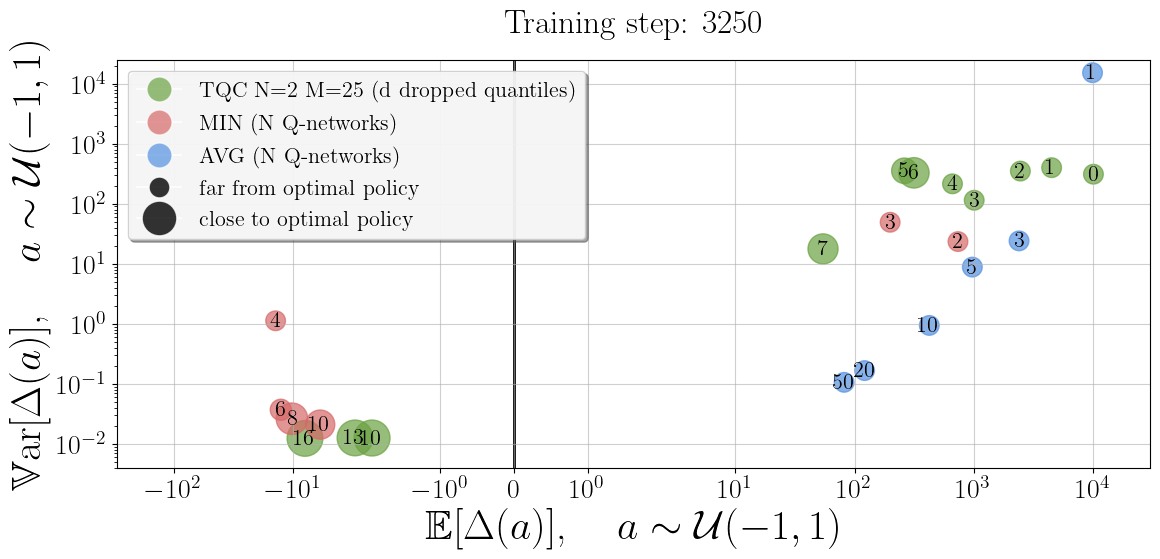 Training step: 3250
𝕍ar[Δ(a)],   a ∼ 𝒰(−1, 1)
10⁴
10³
10²
10¹
10⁰
10⁻¹
10⁻²
TQC N=2 M=25 (d dropped quantiles)
MIN (N Q-networks)
AVG (N Q-networks)
far from optimal policy
close to optimal policy
1
5 6 4 3 2 1 0
3 2 3
7 5
4 10
20
50
6 8 10
16 13 10
−10² −10¹ −10⁰ 0 10⁰ 10¹ 10² 10³ 10⁴
𝔼[Δ(a)],   a ∼ 𝒰(−1, 1)